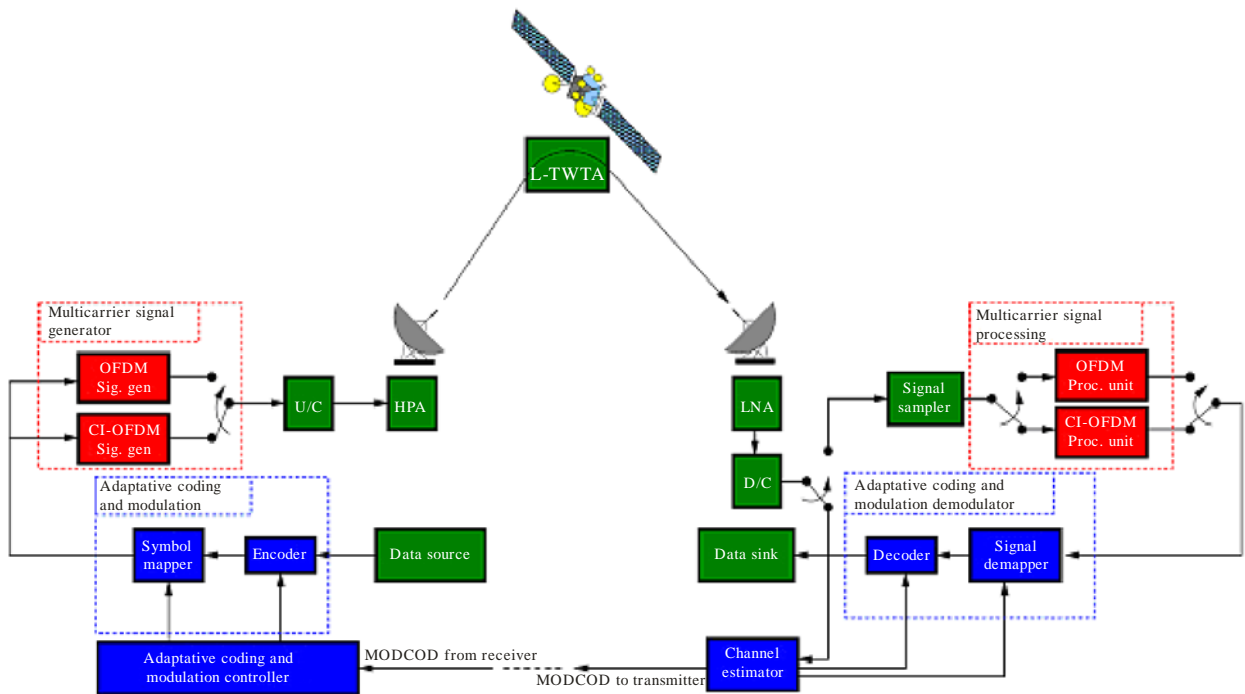 L-TWTA
Multicarrier signal
generator
OFDM
Sig. gen
CI-OFDM
Sig. gen
U/C
HPA
LNA
D/C
Signal
sampler
Multicarrier signal
processing
OFDM
Proc. unit
CI-OFDM
Proc. unit
Adaptative coding
and modulation
Symbol
mapper
Encoder
Data source
Data sink
Adaptative coding and
modulation demodulator
Decoder
Signal
demapper
Adaptative coding and
modulation controller
MODCOD from receiver
MODCOD to transmitter
Channel
estimator